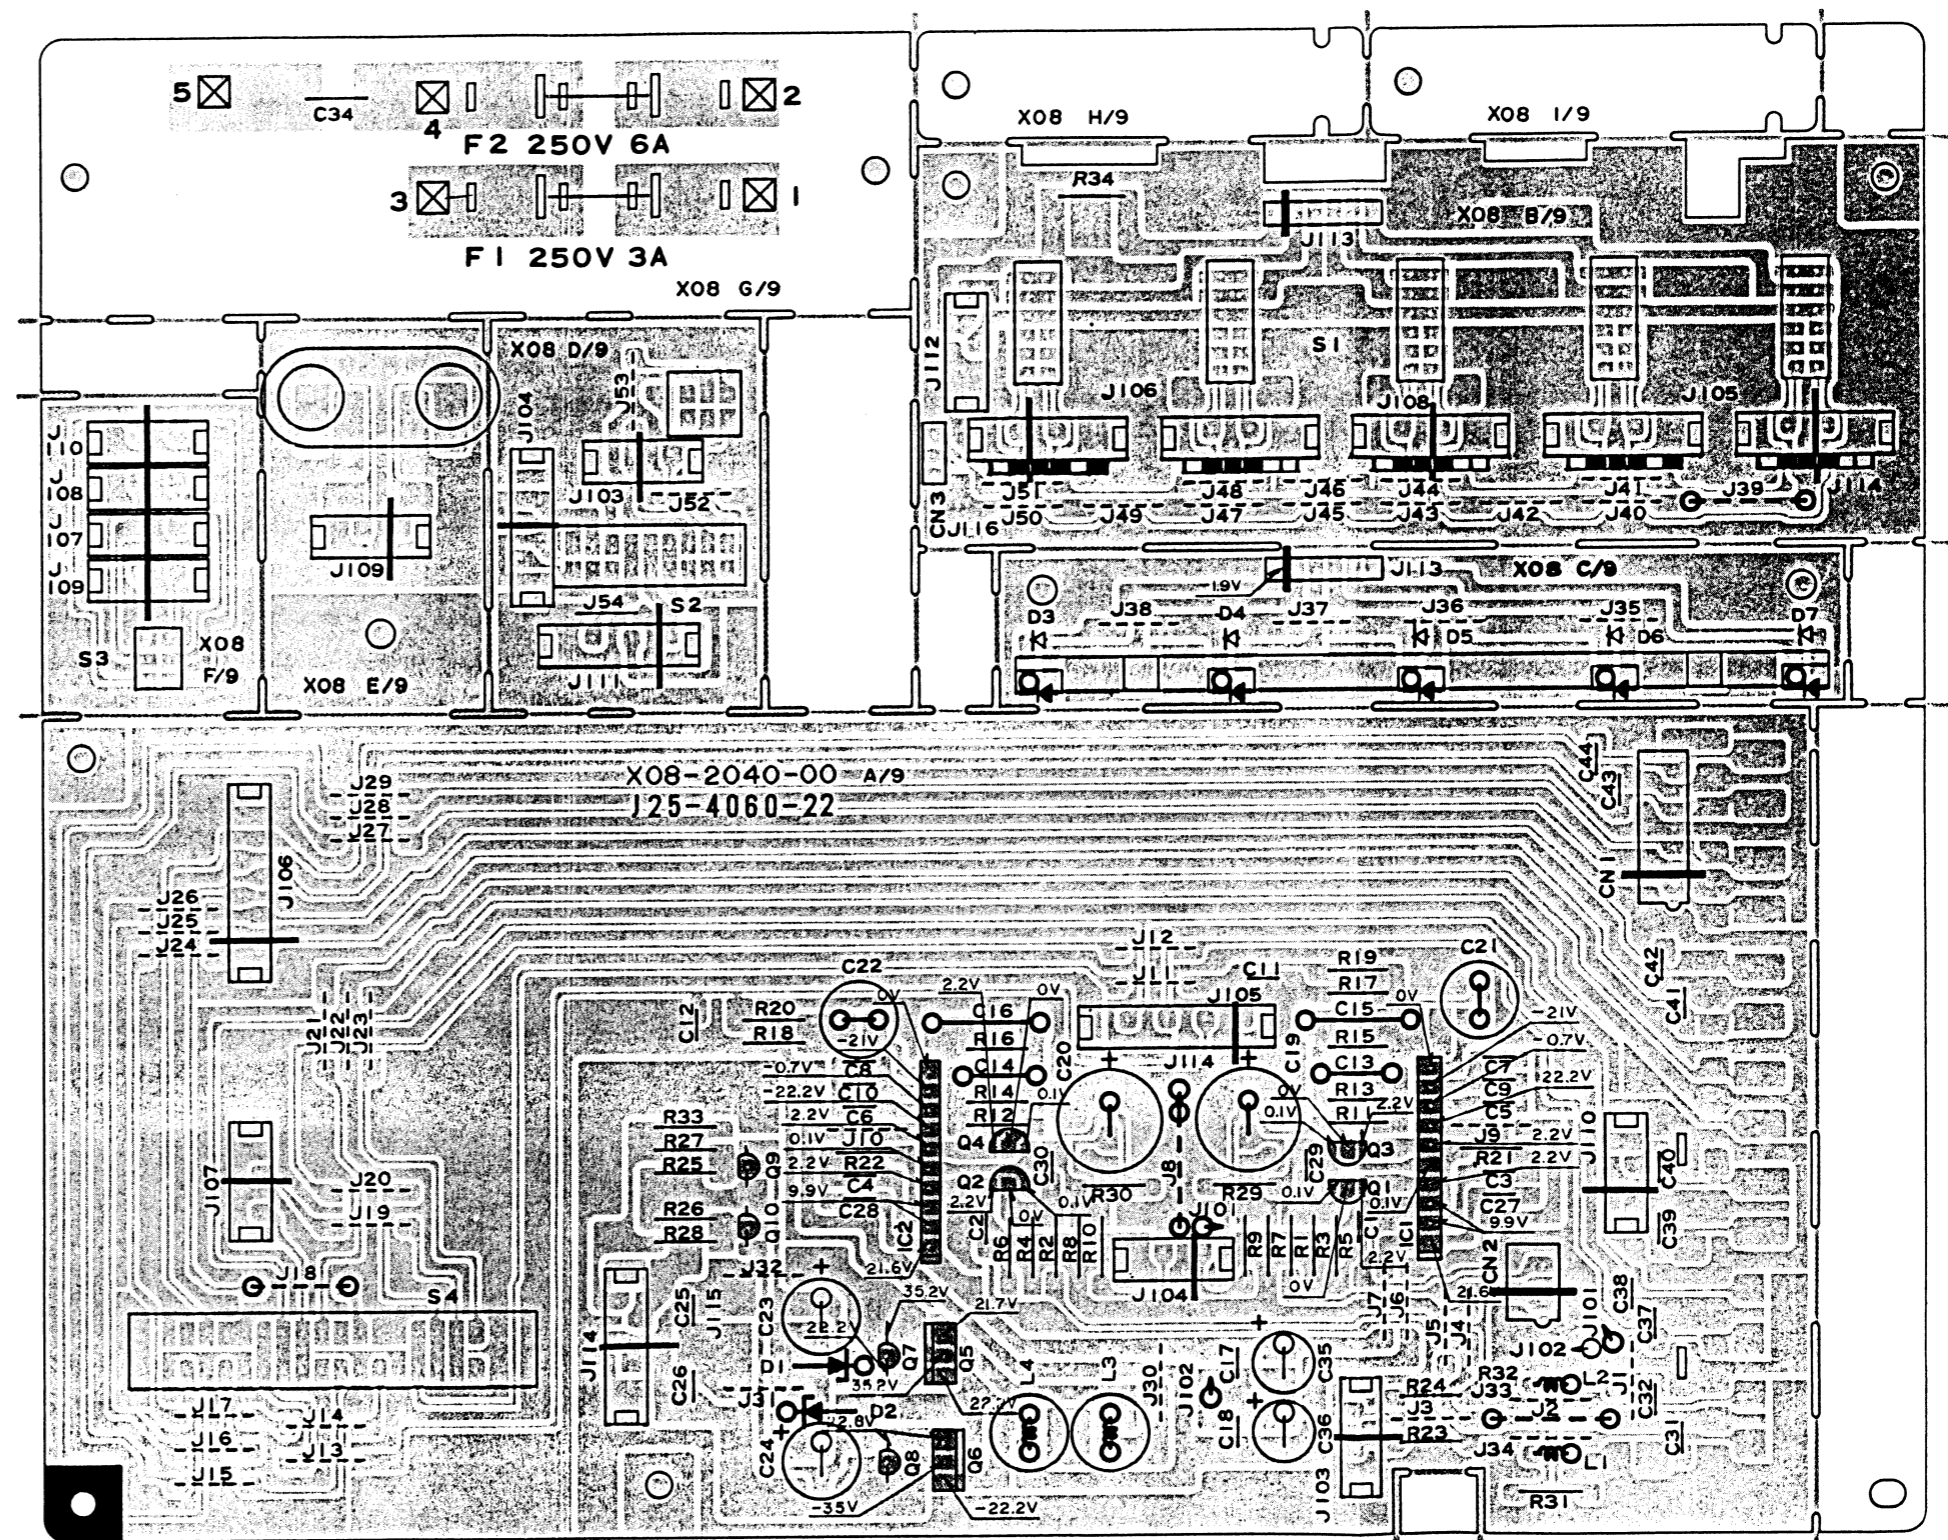 5
C34
4
2
F2 250V 6A
3
1
F1 250V 3A
X08 G/9
X08 H/9
X08 I/9
R34
X08 B/9
J113
J112
S1
J106
J108
J105
CN3
J116
J51
J48
J46
J44
J41
J39
J114
J50
J49
J47
J45
J43
J42
J40
X08 D/9
J53
J104
J103
J52
J54
S2
J111
J110
J108
J107
J109
S3
X08
F/9
J109
X08 E/9
1.9V
J113
X08 C/9
D3
J38
D4
J37
J36
D5
J35
D6
D7
X08-2040-00 A/9
J25-4060-22
J29
J28
J27
J106
J26
J25
J24
J21
J22
J23
C44
C43
CN1
C42
C41
J12
J11
C11
R19
R17
C21
C22
0V
2.2V
0V
J105
0V
C12
R20
R18
-21V
C16
R16
C20
J114
C19
C15
R15
-21V
-0.7V
-0.7V
C8
C14
C13
C7
-22.2V
C10
R14
R13
C9
-22.2V
2.2V
C6
R12
0.1V
0V
0.1V
R11
2.2V
C5
0.1V
J10
Q4
Q3
J9
2.2V
J110
2.2V
R22
C30
C29
R21
2.2V
9.9V
C4
Q2
R30
J8
R29
Q1
C3
C28
2.2V
0.1V
0.1V
0.1V
C27
9.9V
C40
C39
R33
R27
R25
Q9
R26
R28
Q10
IC2
C2
0V
R6
R4
R2
R8
R10
R9
R7
R1
R3
R5
C1
IC1
2.2V
0V
21.6V
21.6
CN2
J104
J107
J20
J19
J18
S4
J114
C25
J115
J32
C23
22.2V
35.2V
21.7V
D1
Q7
Q5
35.2V
C26
J31
D2
22.8V
C24
Q8
Q6
-35V
-22.2V
L4
L3
J30
J102
C17
C18
C35
C36
J103
J7
J6
J5
J4
J101
J102
C38
C37
R32
R24
J33
L2
J1
J3
J2
C32
R23
J34
L1
C31
R31
J17
J14
J16
J13
J15